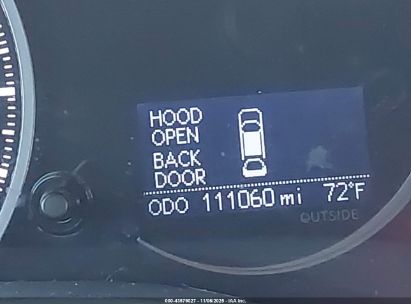 HOOD
OPEN
BACK
DOOR
ODO 111060 mi 72°F
OUTSIDE